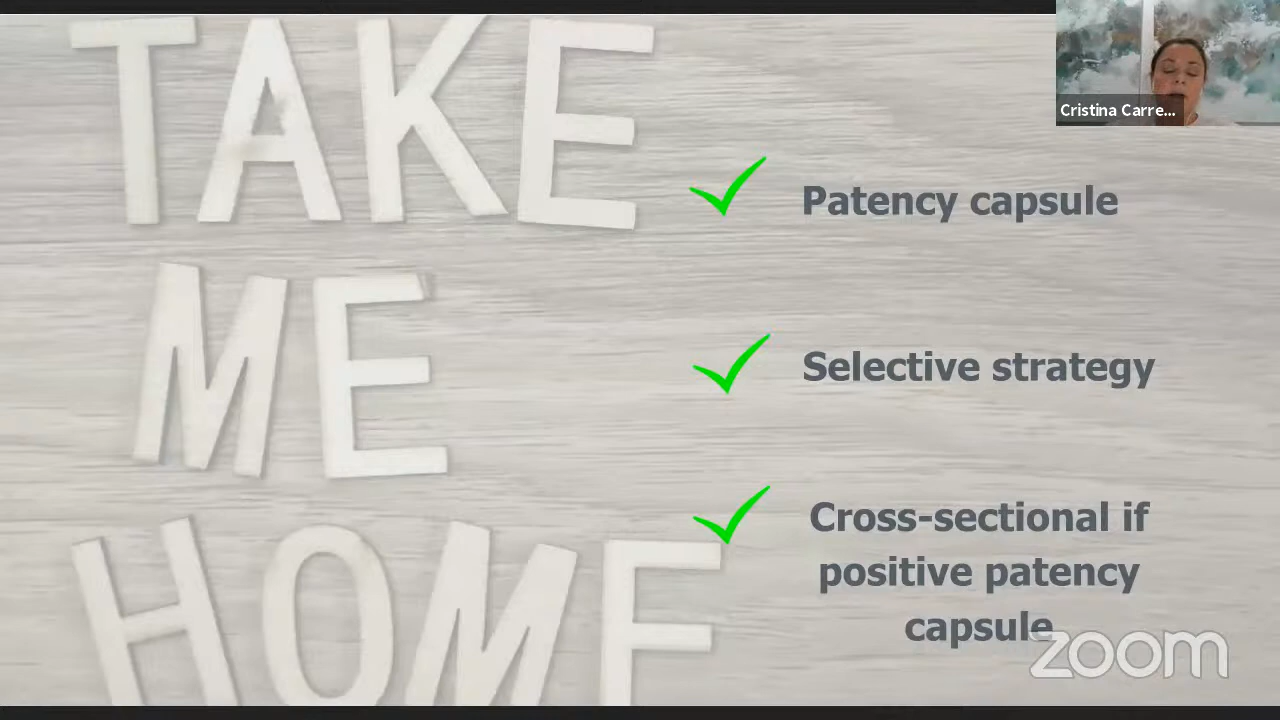 TAKE
ME
HOME
Cristina Carre...
Patency capsule
Selective strategy
Cross-sectional if
positive patency
capsule
zoom